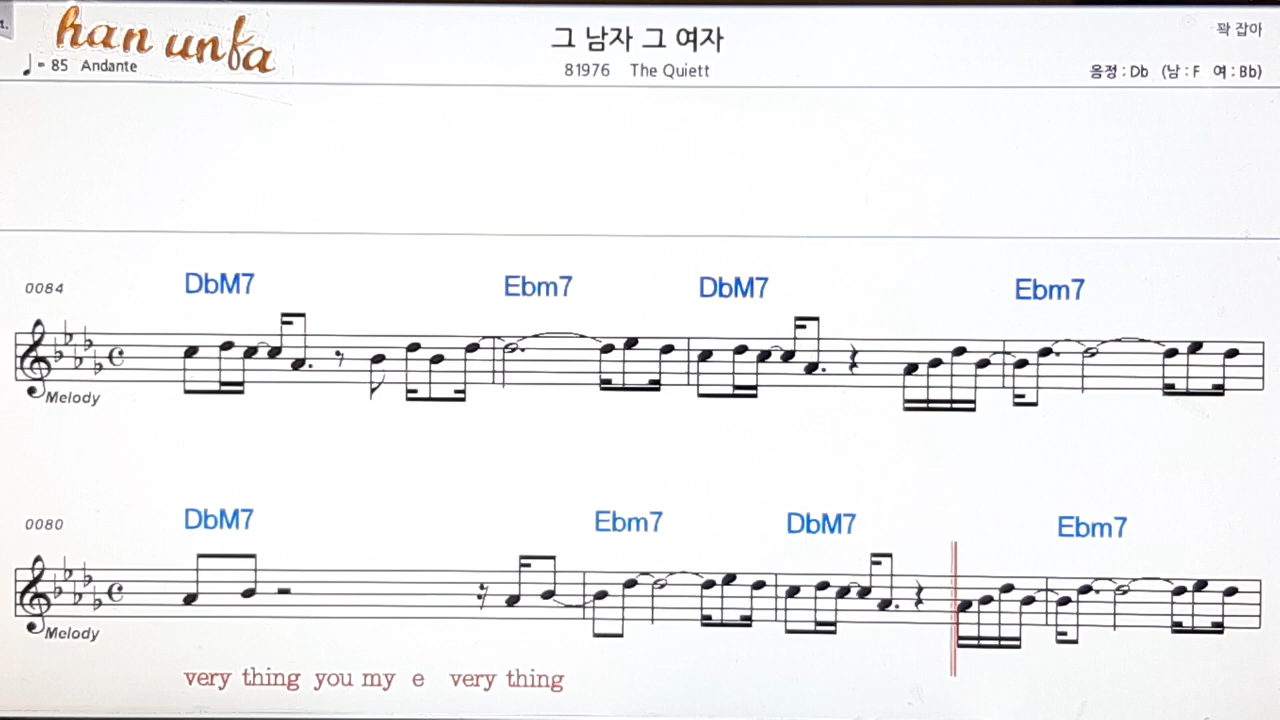 han unfa
그 남자 그 여자
꽉 잡아
♩= 85 Andante
81976 The Quiett
음정 : Db (남 : F 여 : Bb)
0084
DbM7 Ebm7 DbM7 Ebm7
Melody
0080
DbM7 Ebm7 DbM7 Ebm7
Melody
very thing you my e very thing